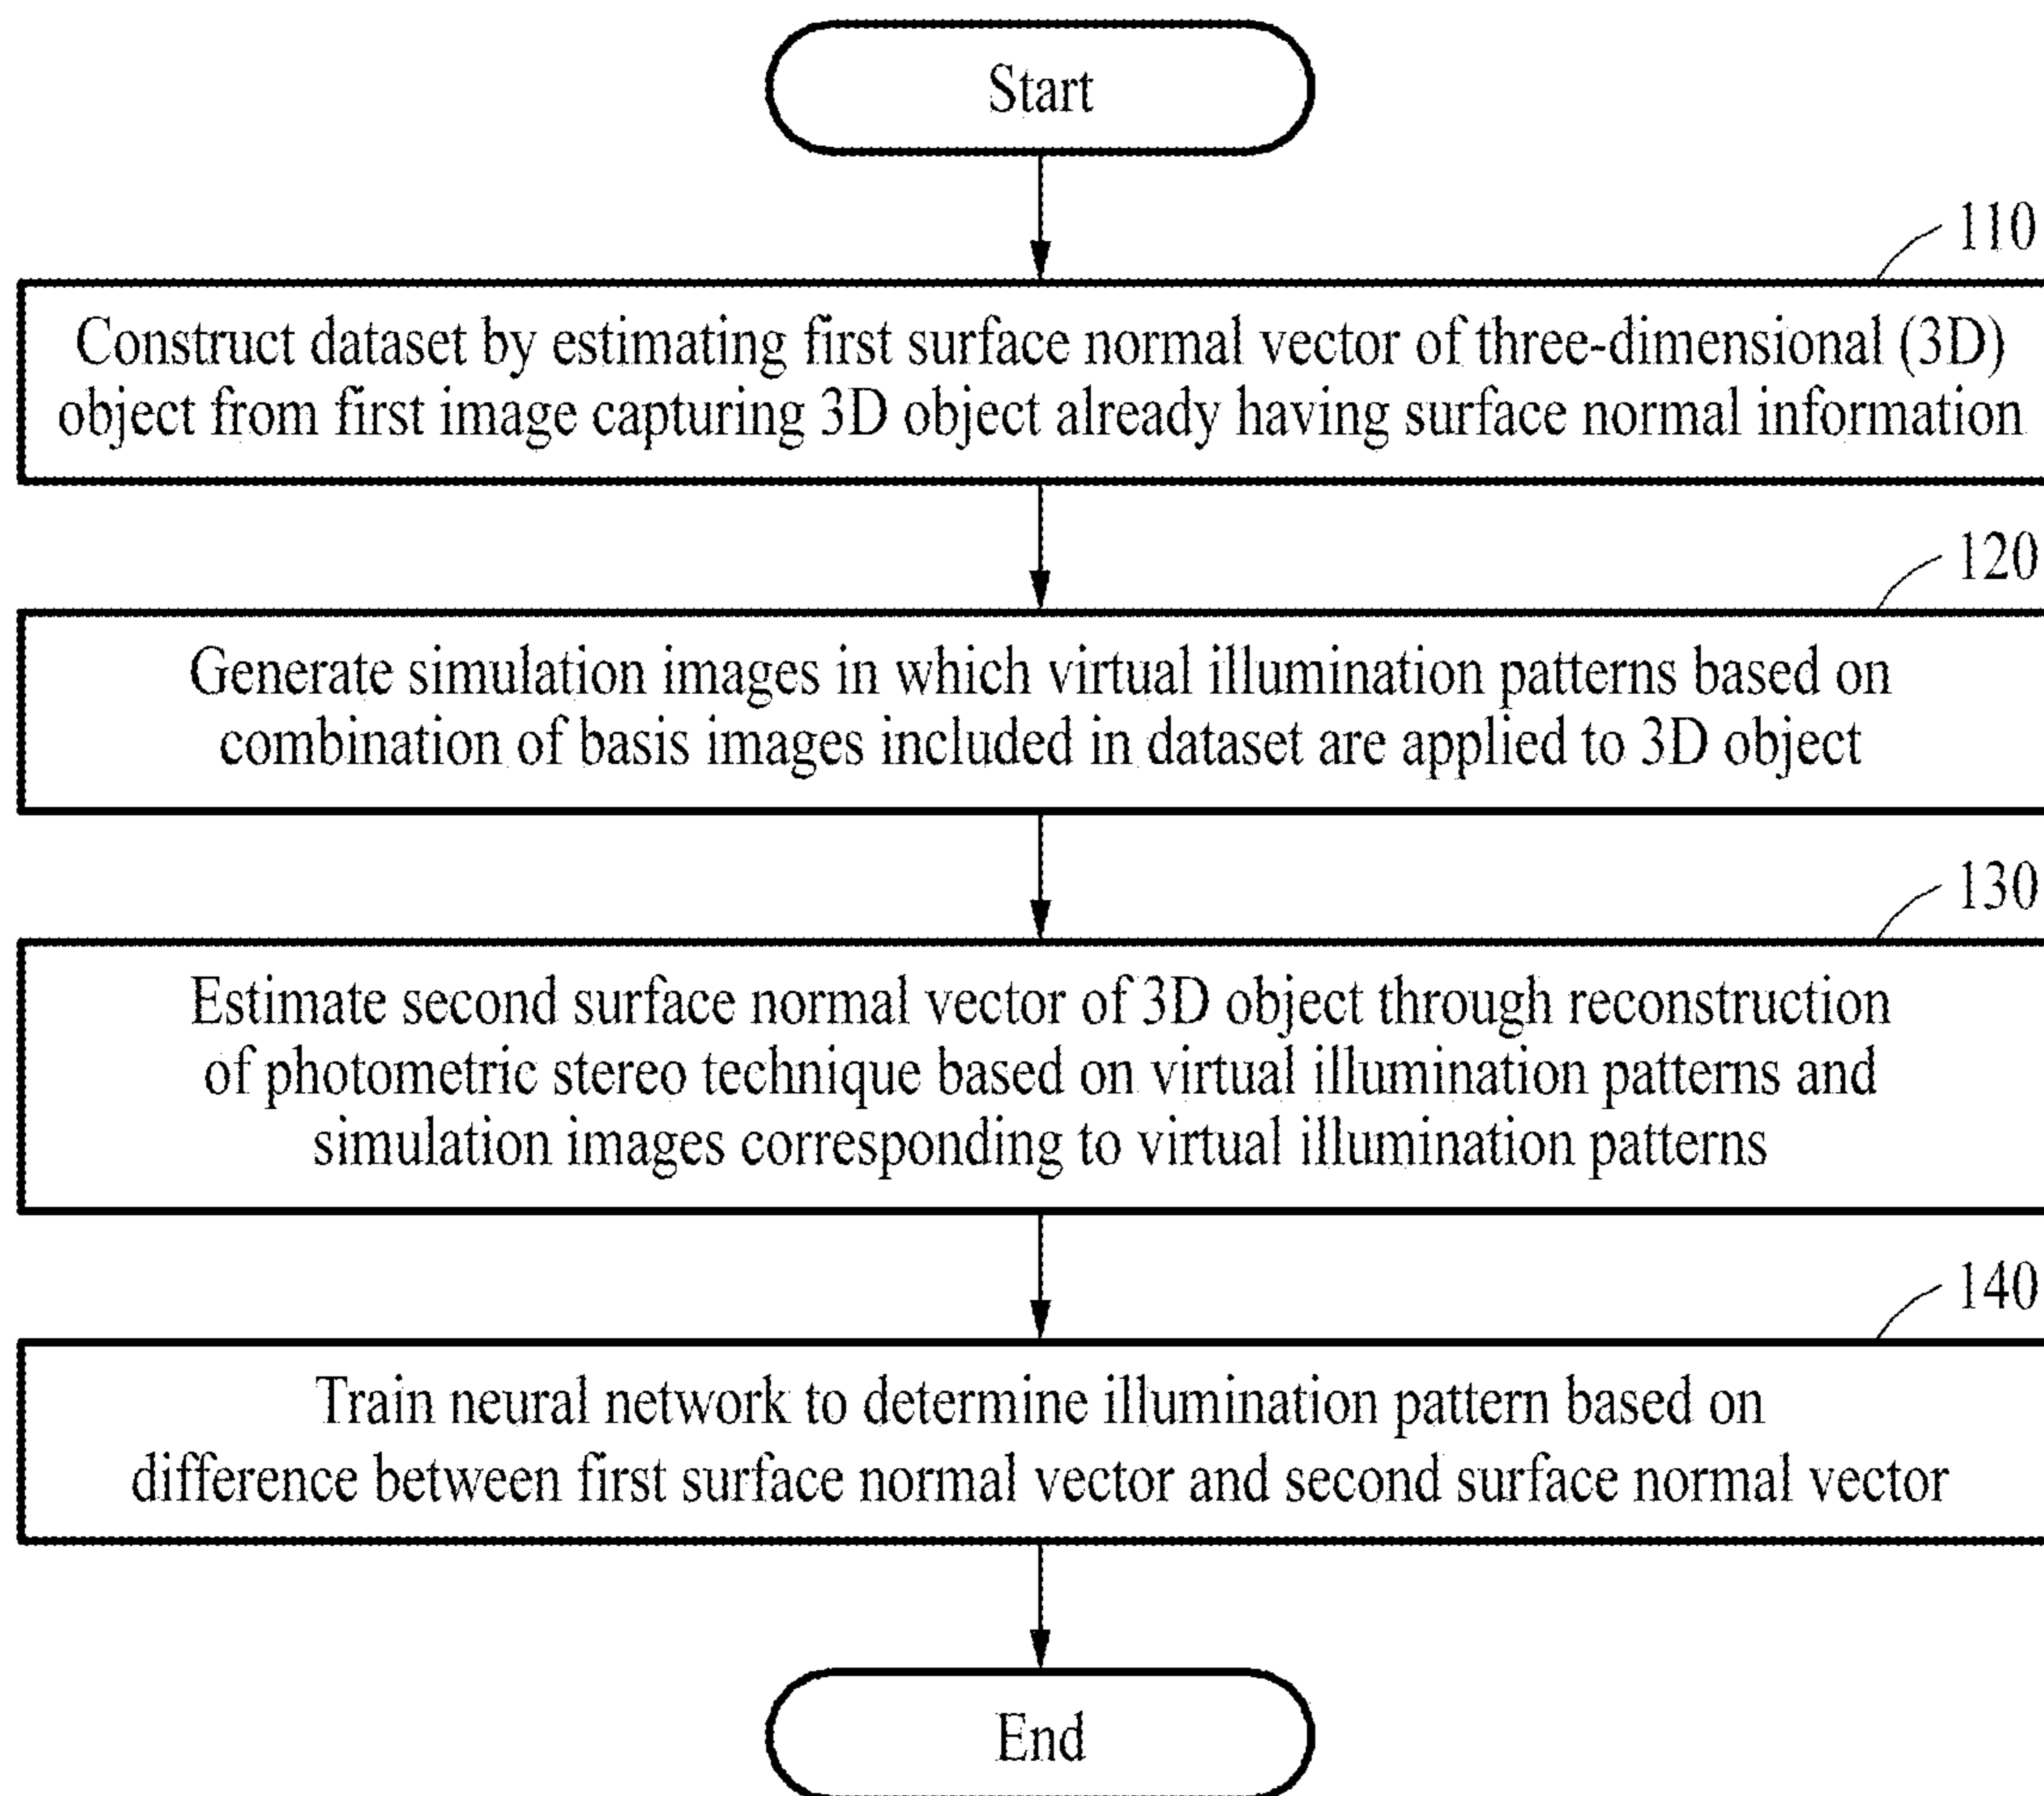 Start
110
Construct dataset by estimating first surface normal vector of three-dimensional (3D)
object from first image capturing 3D object already having surface normal information
120
Generate simulation images in which virtual illumination patterns based on
combination of basis images included in dataset are applied to 3D object
130
Estimate second surface normal vector of 3D object through reconstruction
of photometric stereo technique based on virtual illumination patterns and
simulation images corresponding to virtual illumination patterns
140
Train neural network to determine illumination pattern based on
difference between first surface normal vector and second surface normal vector
End